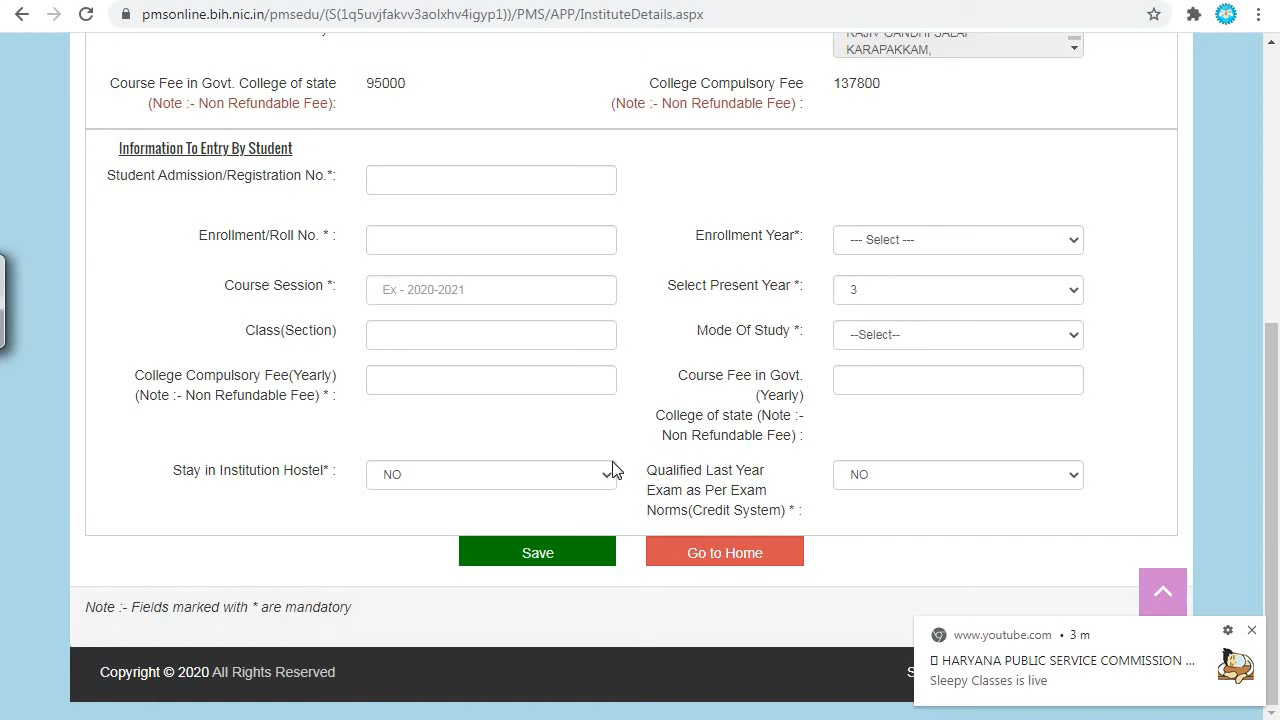 pmsonline.bih.nic.in/pmsedu/(S(1q5uvjfakvv3aolxhv4igyp1))/PMS/APP/InstituteDetails.aspx
RAJIV GANDHI SALAI
KARAPAKKAM,
Course Fee in Govt. College of state
(Note :- Non Refundable Fee):
95000
College Compulsory Fee
(Note :- Non Refundable Fee) :
137800
Information To Entry By Student
Student Admission/Registration No.*:
Enrollment/Roll No. * :
Enrollment Year*:
--- Select ---
Course Session *:
Ex - 2020-2021
Select Present Year *:
3
Class(Section)
Mode Of Study *:
--Select--
College Compulsory Fee(Yearly)
(Note :- Non Refundable Fee) * :
Course Fee in Govt.
(Yearly)
College of state (Note :-
Non Refundable Fee) :
Stay in Institution Hostel* :
NO
Qualified Last Year
Exam as Per Exam
Norms(Credit System) * :
NO
Save
Go to Home
Note :- Fields marked with * are mandatory
www.youtube.com • 3 m
HARYANA PUBLIC SERVICE COMMISSION ...
Sleepy Classes is live
Copyright © 2020 All Rights Reserved